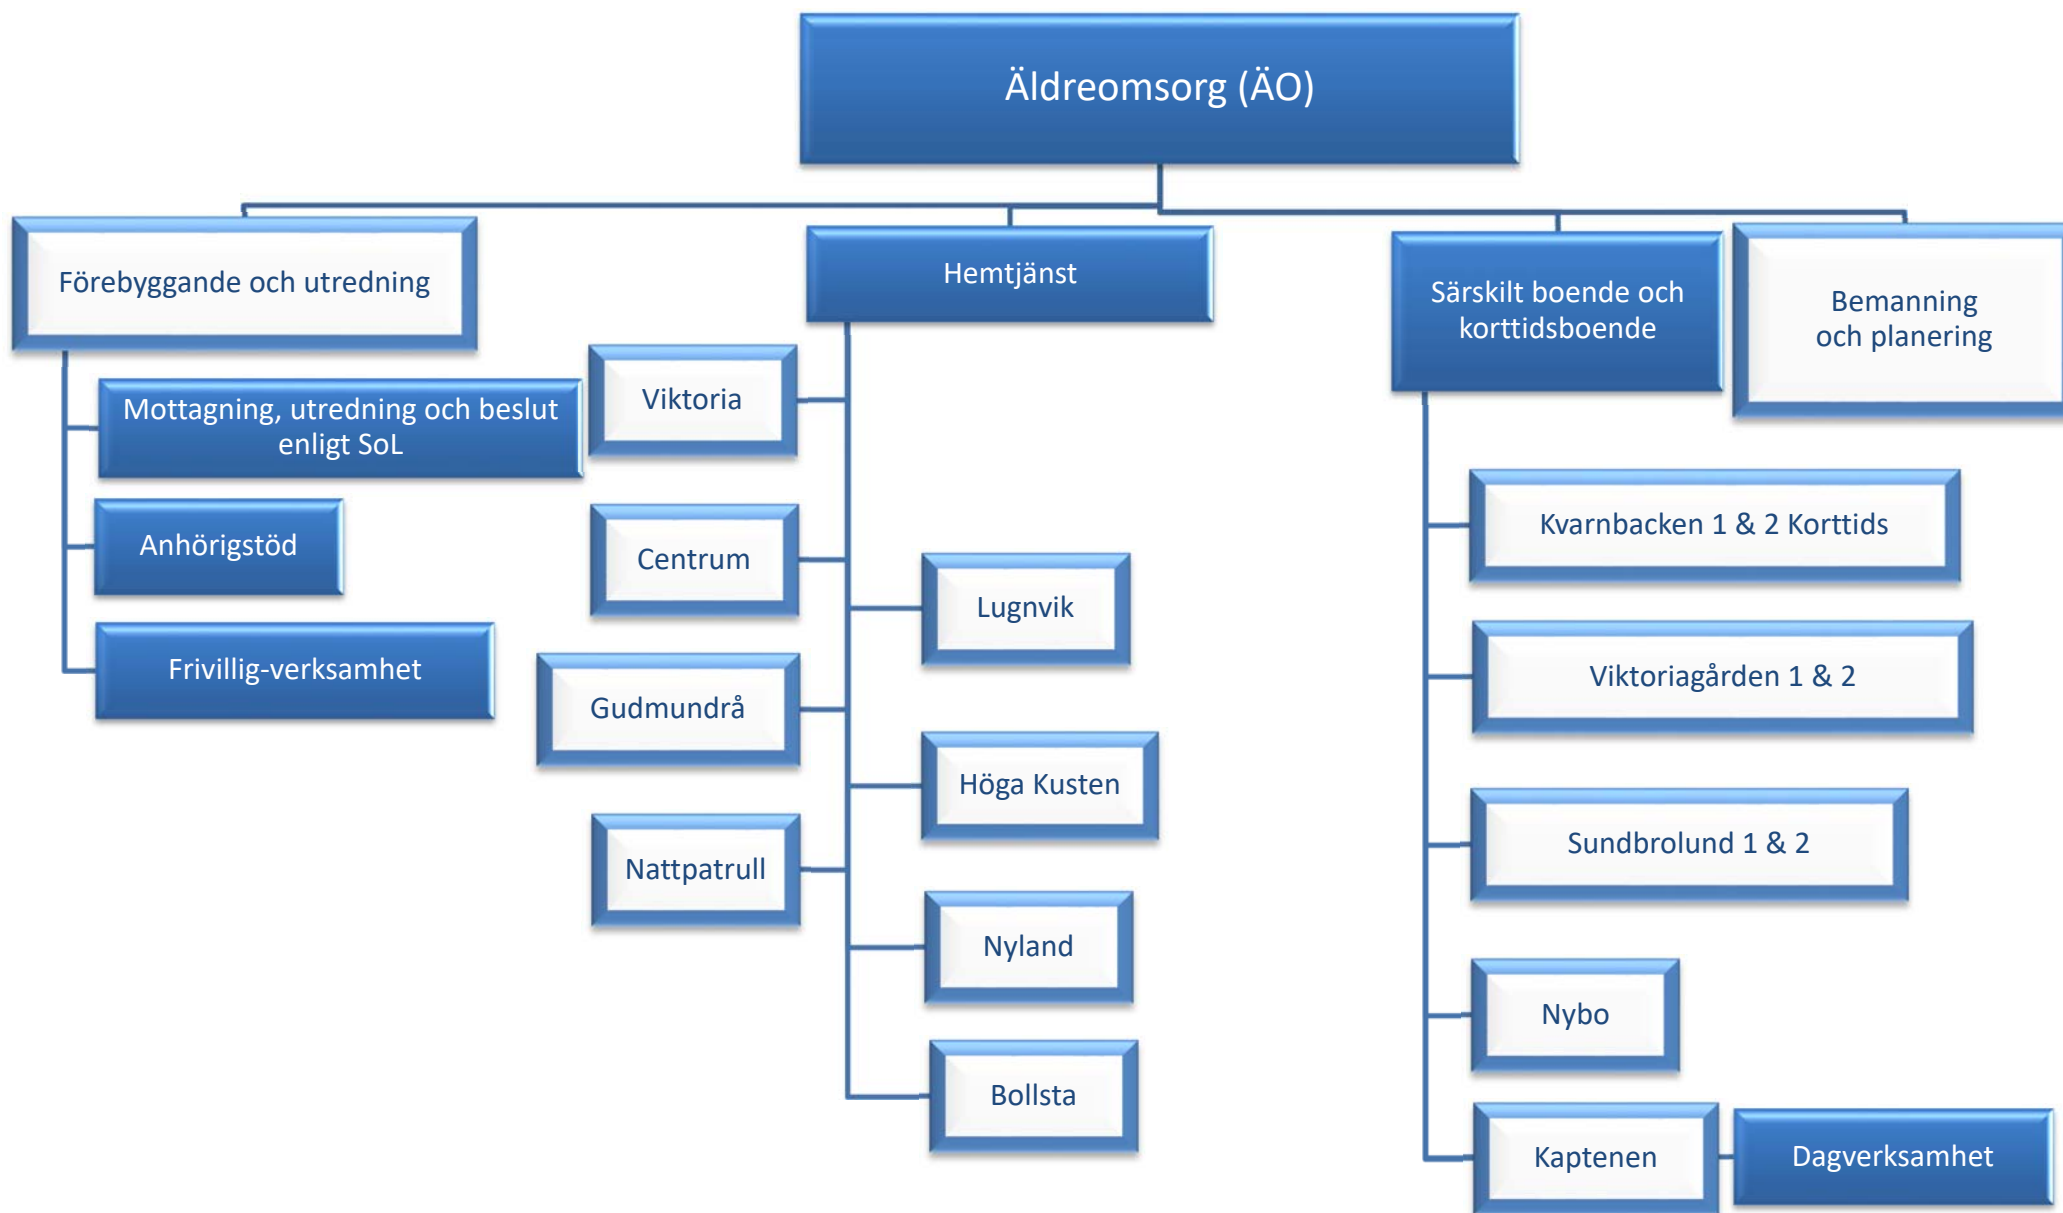 Äldreomsorg (ÄO)
Förebyggande och utredning
Mottagning, utredning och beslut
enligt SoL
Anhörigstöd
Frivillig-verksamhet
Hemtjänst
Viktoria
Centrum
Gudmundrå
Nattpatrull
Lugnvik
Höga Kusten
Nyland
Bollsta
Särskilt boende och
korttidsboende
Kvarnbacken 1 & 2 Korttids
Viktoriagården 1 & 2
Sundbrolund 1 & 2
Nybo
Kaptenen
Dagverksamhet
Bemanning
och planering